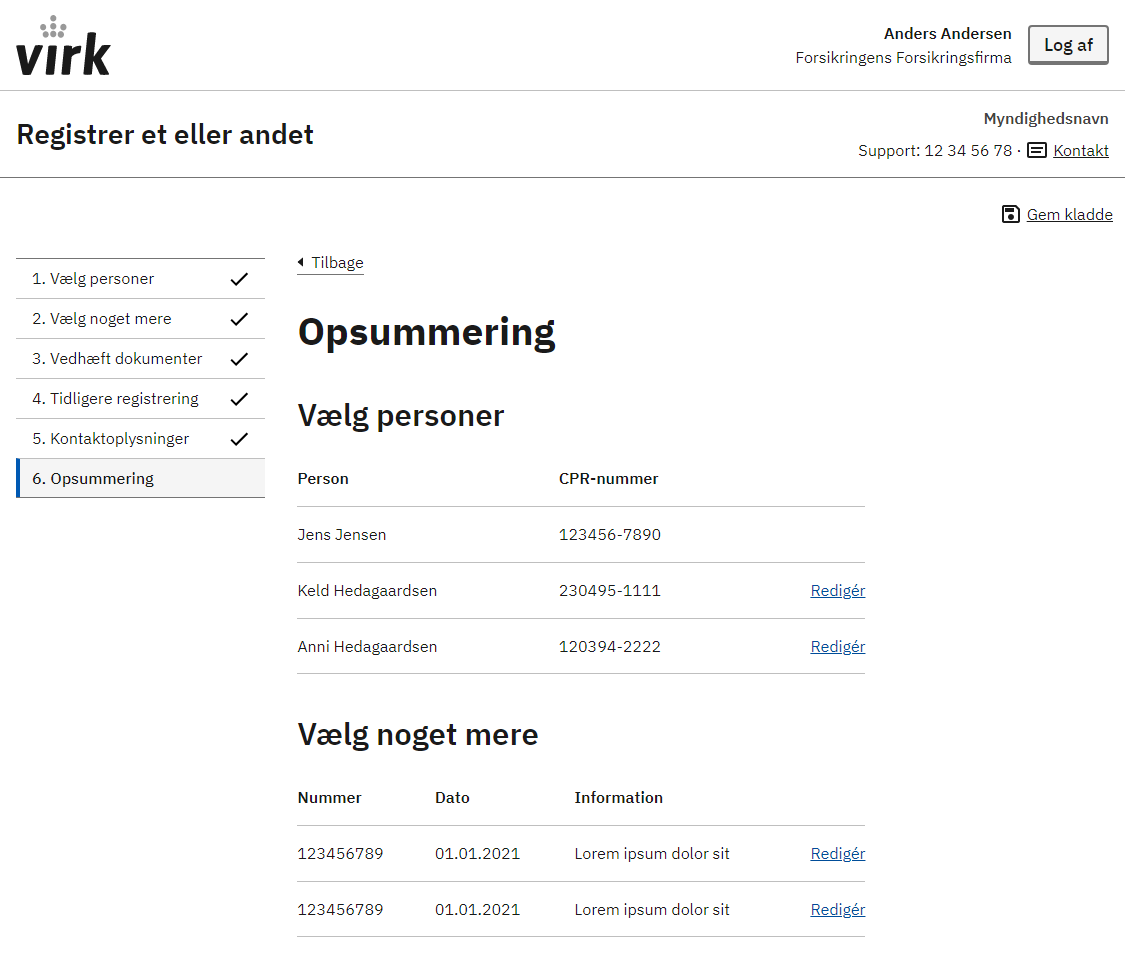 virk
Anders Andersen
Forsikringens Forsikringsfirma
Log af
Registrer et eller andet
Myndighedsnavn
Support: 12 34 56 78 · Kontakt
Gem kladde
1. Vælg personer
2. Vælg noget mere
3. Vedhæft dokumenter
4. Tidligere registrering
5. Kontaktoplysninger
6. Opsummering
Tilbage
Opsummering
Vælg personer
Person CPR-nummer
Jens Jensen 123456-7890
Keld Hedagaardsen 230495-1111 Redigér
Anni Hedagaardsen 120394-2222 Redigér
Vælg noget mere
Nummer Dato Information
123456789 01.01.2021 Lorem ipsum dolor sit Redigér
123456789 01.01.2021 Lorem ipsum dolor sit Redigér